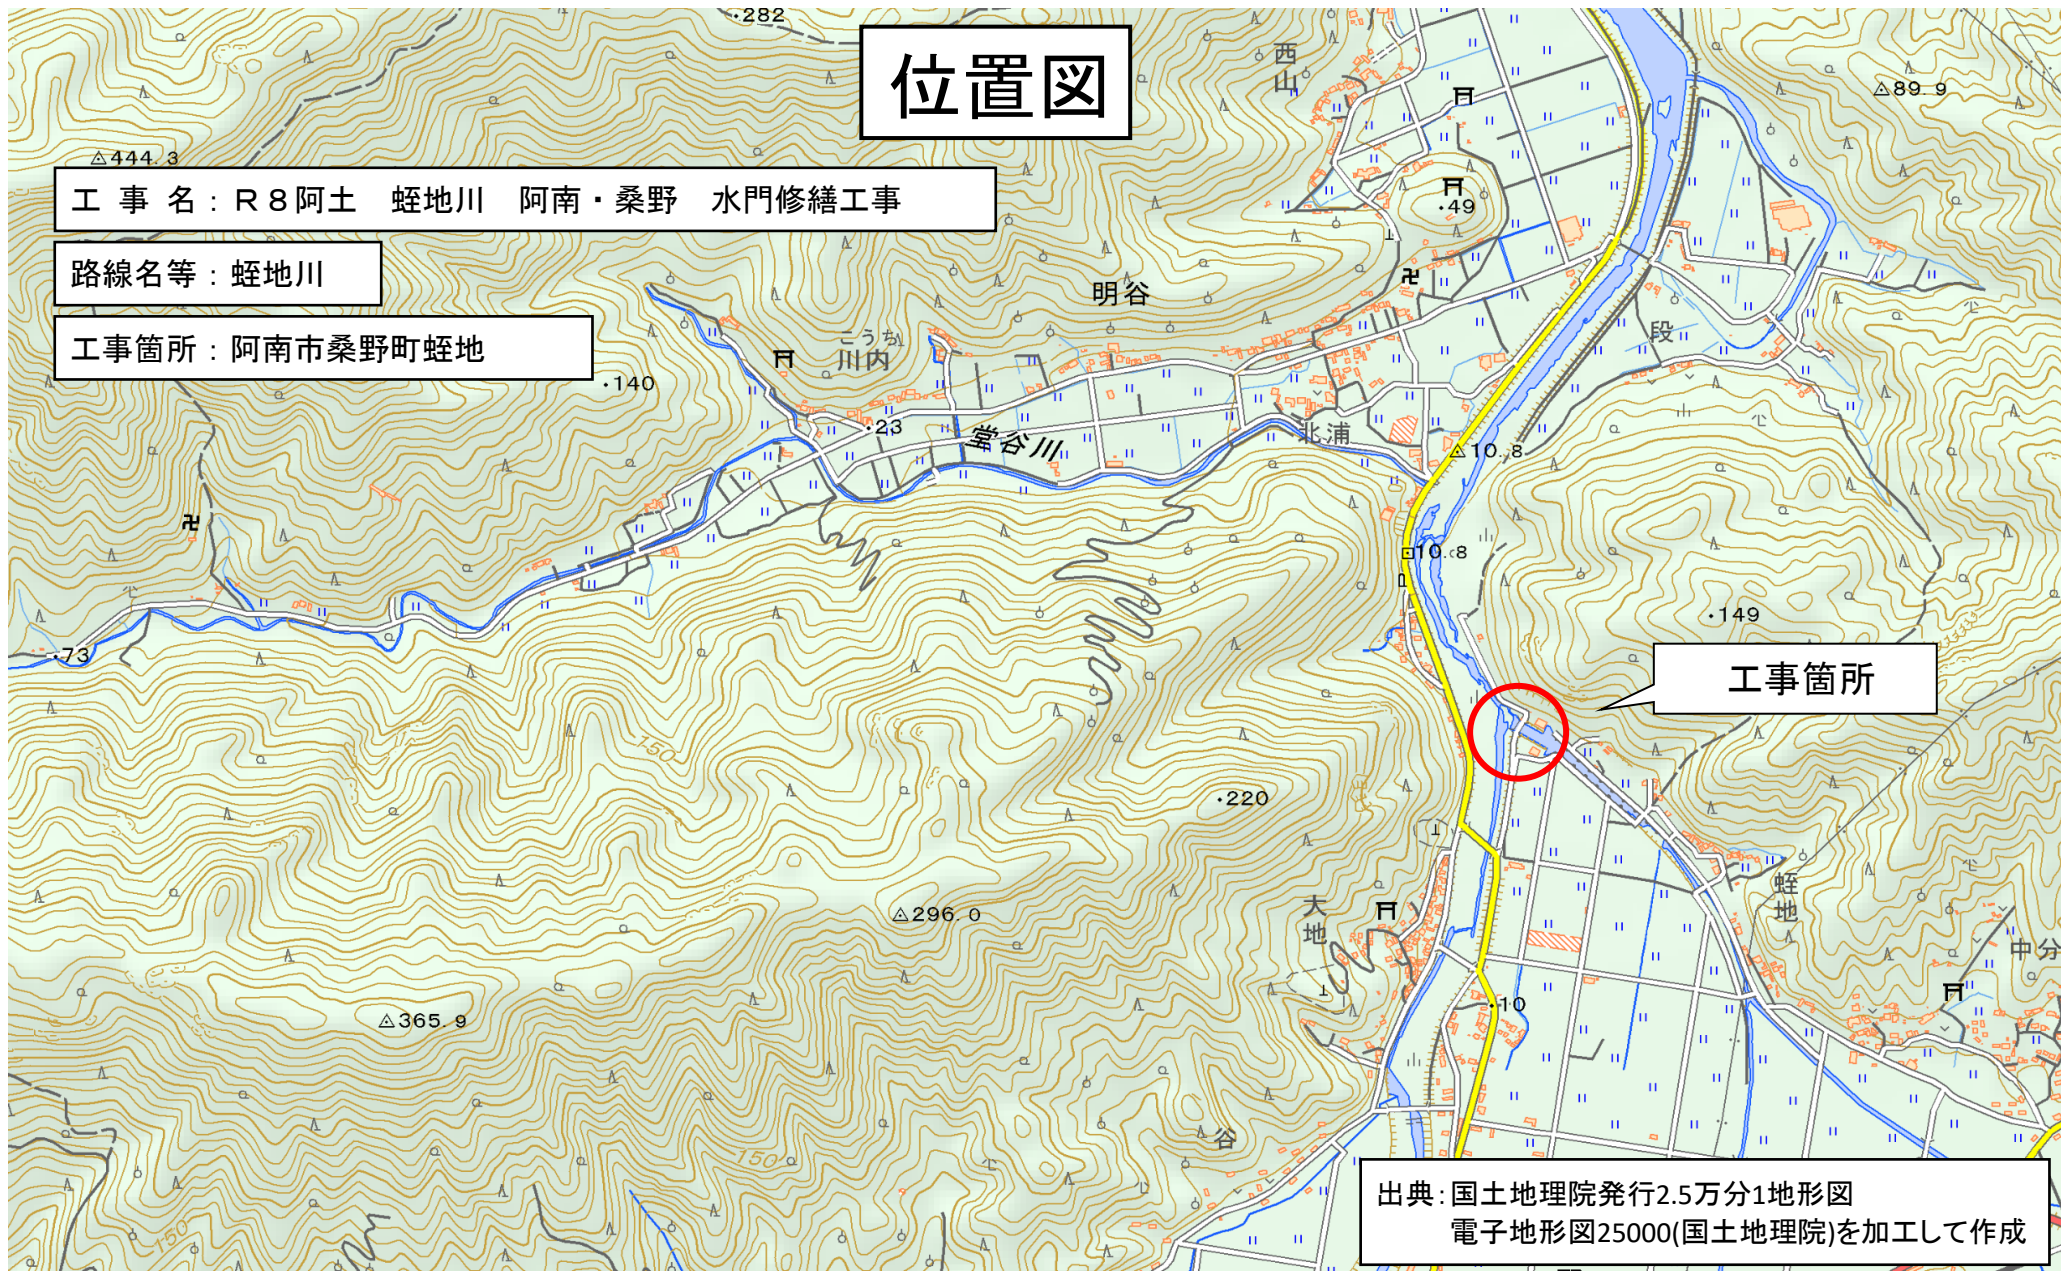 ・282
位置図
西山
△89.9
△444.3
工 事 名：Ｒ８阿土　蛭地川　阿南・桑野　水門修繕工事
・49
路線名等：蛭地川
明谷
段
こうち
川内
工事箇所：阿南市桑野町蛭地
・140
・23
堂谷川
北浦
△10.8
10.8
・149
・73
工事箇所
150
・220
蛭地
大地
△296.0
中分
・10
△365.9
谷
150
150
出典：国土地理院発行2.5万分1地形図
電子地形図25000(国土地理院)を加工して作成